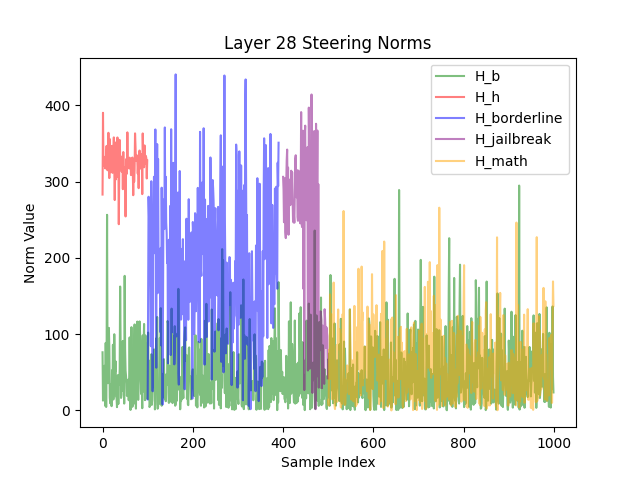 Layer 28 Steering Norms
H_b
H_h
H_borderline
H_jailbreak
H_math
Norm Value
400
300
200
100
0
0 200 400 600 800 1000
Sample Index